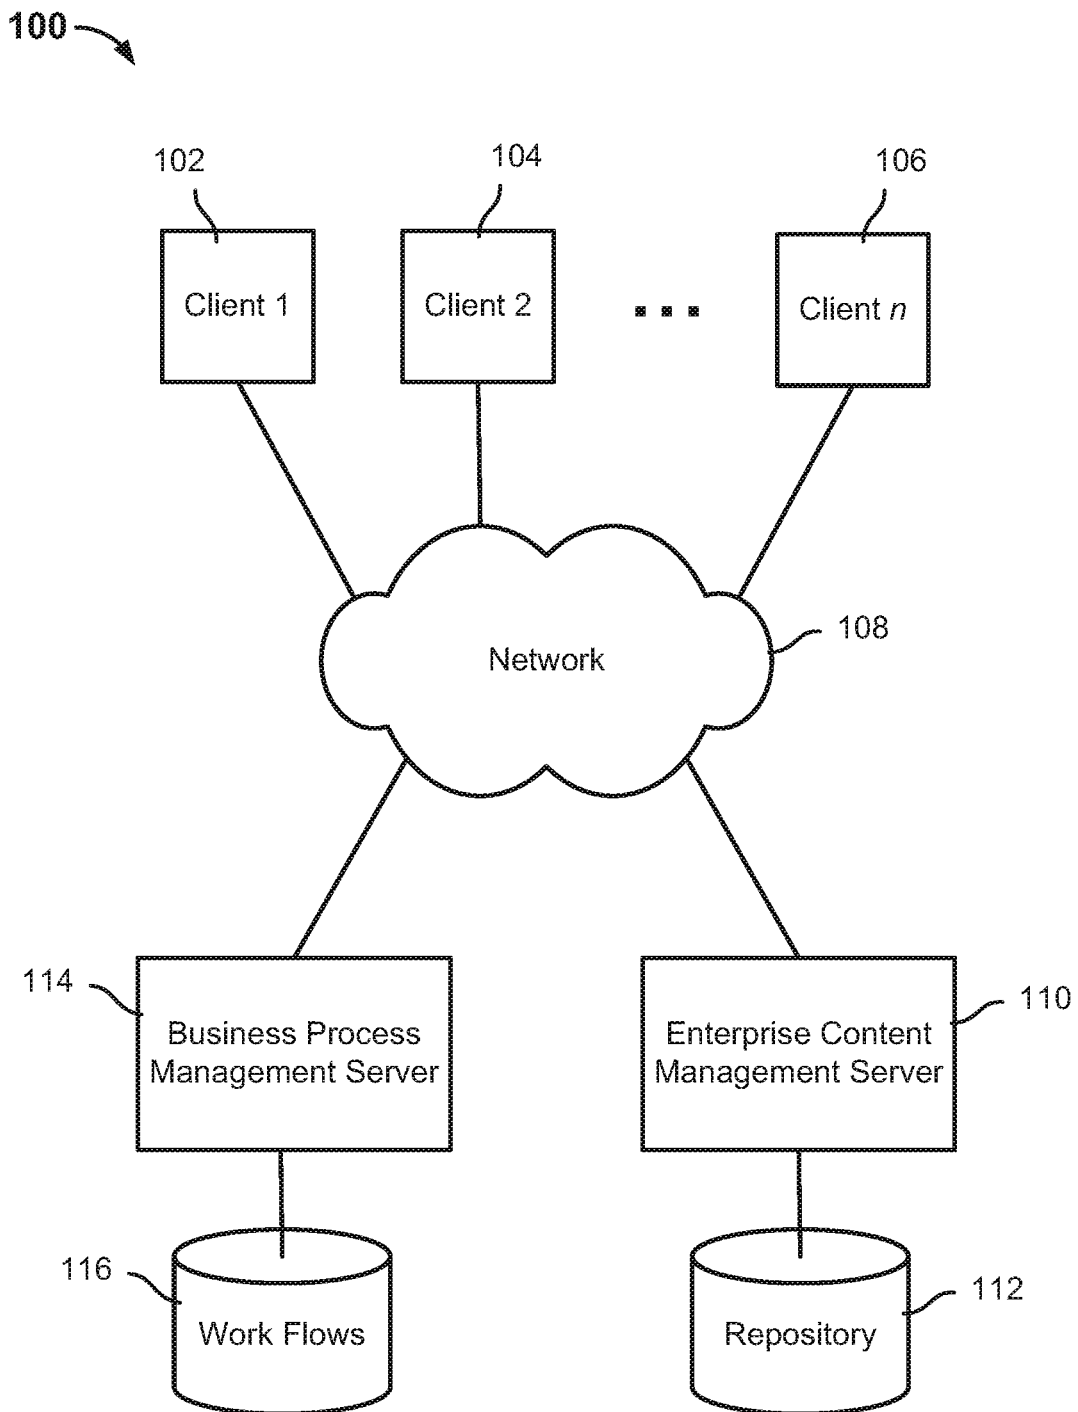 100
102
104
106
Client 1
Client 2
Client n
108
Network
114
110
Business Process
Management Server
Enterprise Content
Management Server
116
112
Work Flows
Repository